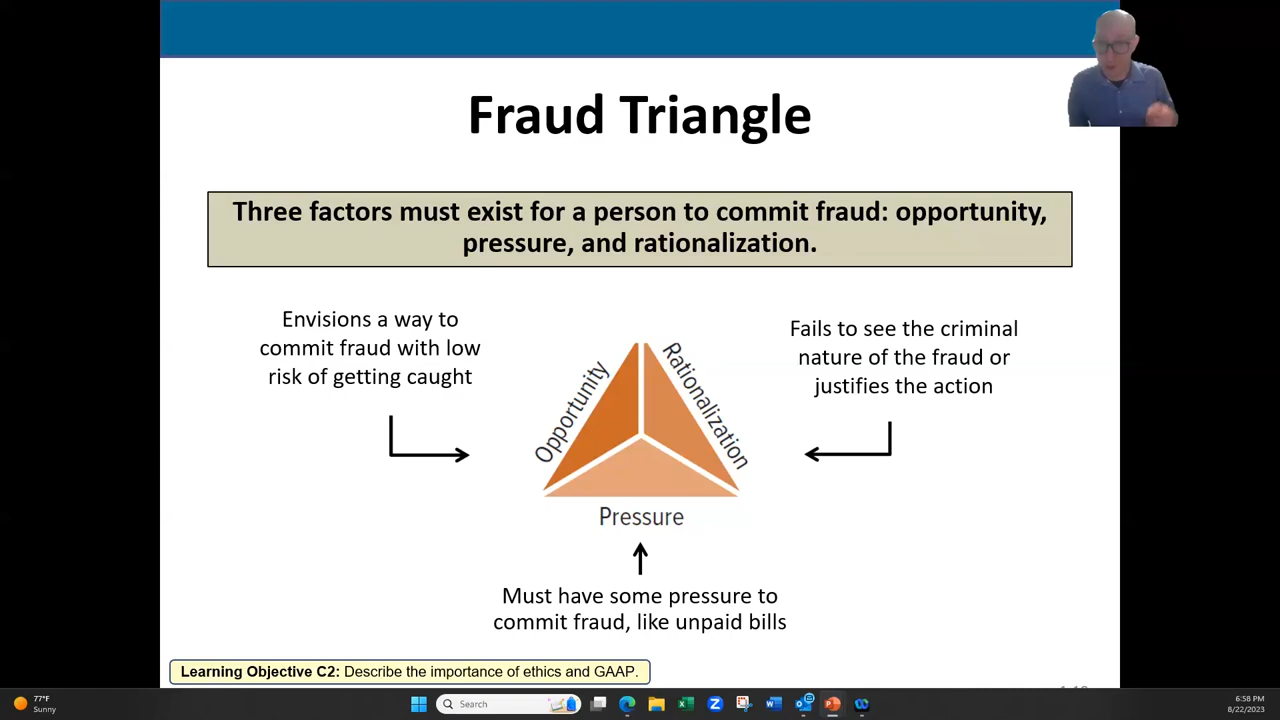 Fraud Triangle
Three factors must exist for a person to commit fraud: opportunity,
pressure, and rationalization.
Envisions a way to
commit fraud with low
risk of getting caught
Fails to see the criminal
nature of the fraud or
justifies the action
Opportunity
Rationalization
Pressure
Must have some pressure to
commit fraud, like unpaid bills
Learning Objective C2: Describe the importance of ethics and GAAP.
77°F
Sunny
Search
6:58 PM
8/22/2023